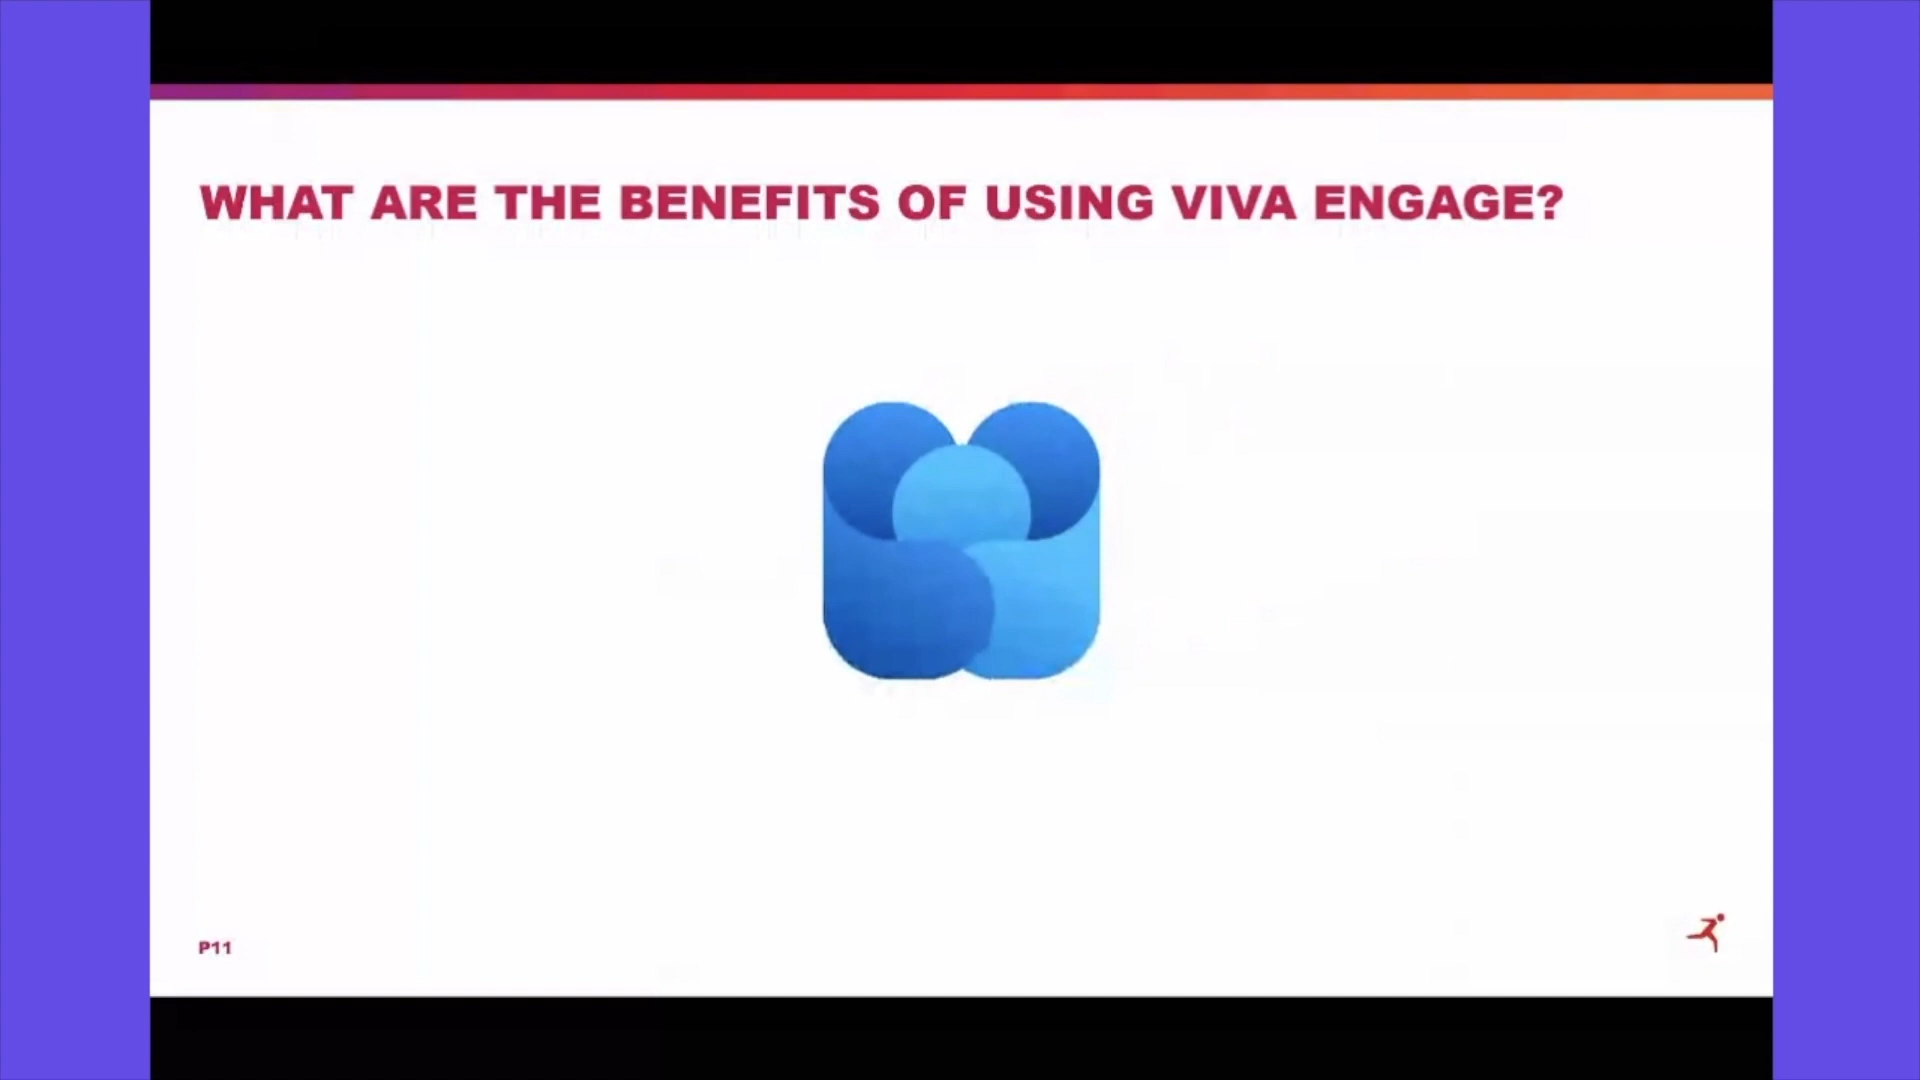 WHAT ARE THE BENEFITS OF USING VIVA ENGAGE?
P11